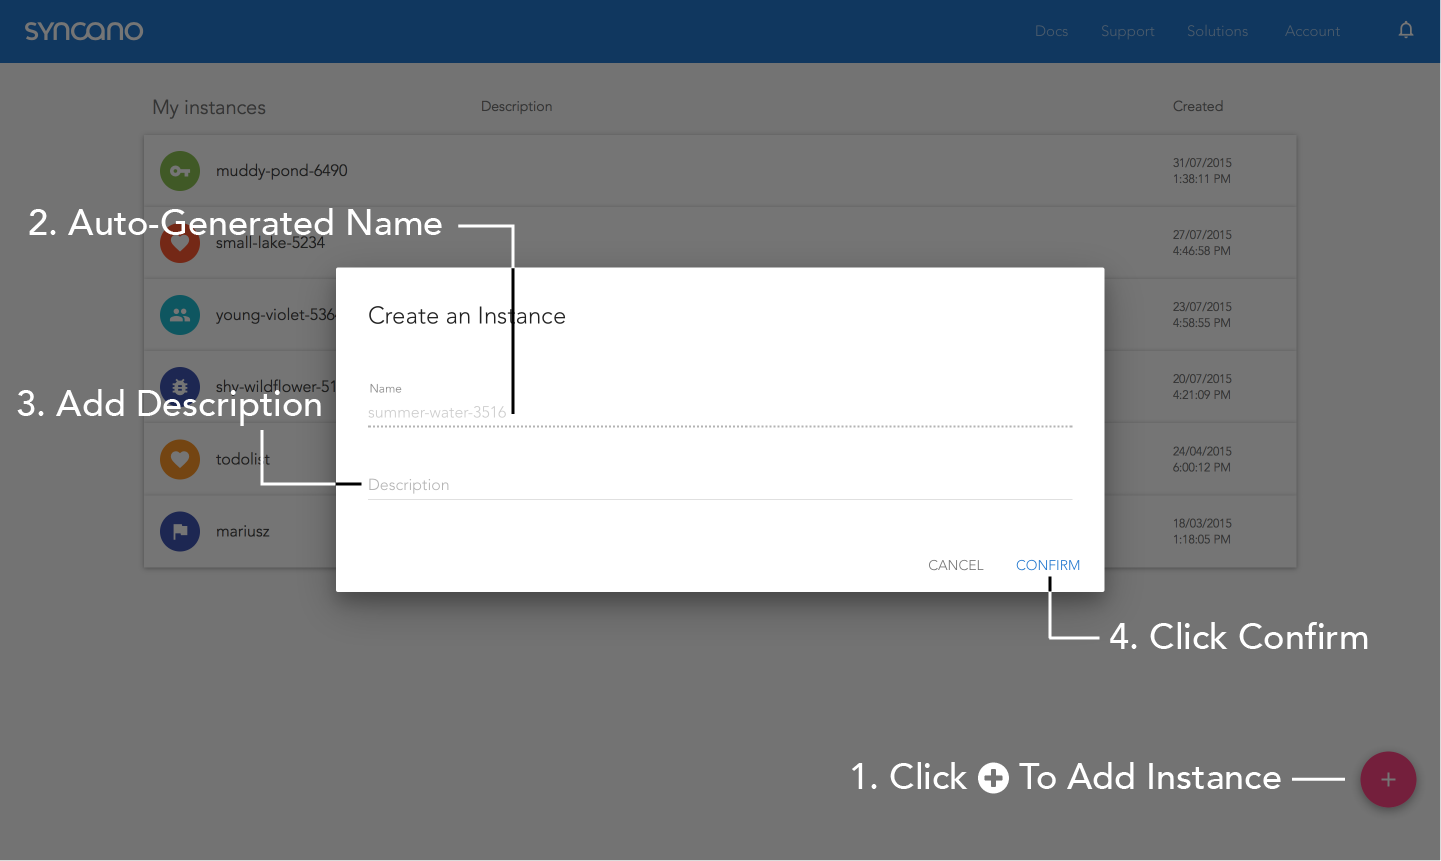 syncano
Docs Support Solutions Account
My instances Description Created
muddy-pond-6490
31/07/2015
1:38:11 PM
2. Auto-Generated Name
small-lake-5234
27/07/2015
4:46:58 PM
Create an Instance
young-violet-536
23/07/2015
4:58:55 PM
Name
summer-water-3516
shy-wildflower-51
20/07/2015
4:21:09 PM
3. Add Description
todolist
24/04/2015
6:00:12 PM
Description
mariusz
18/03/2015
1:18:05 PM
CANCEL CONFIRM
4. Click Confirm
1. Click + To Add Instance +